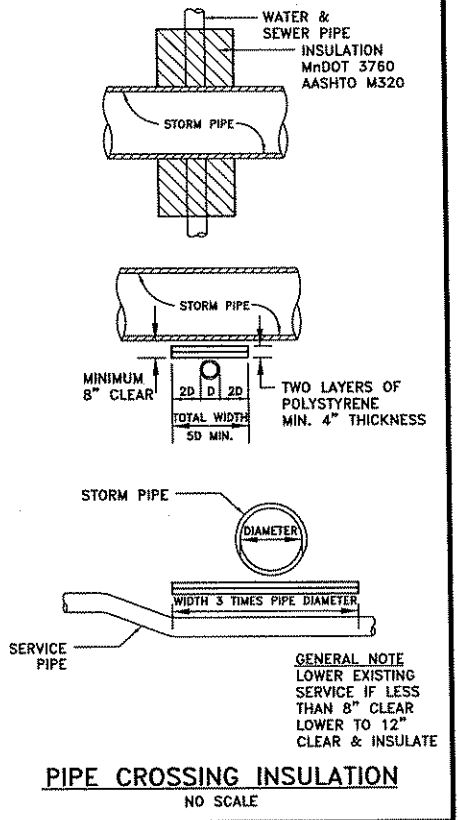 WATER &
SEWER PIPE
INSULATION
MnDOT 3760
AASHTO M320
STORM PIPE
STORM PIPE
MINIMUM
8" CLEAR
2D D 2D
TOTAL WIDTH
5D MIN.
TWO LAYERS OF
POLYSTYRENE
MIN. 4" THICKNESS
STORM PIPE
DIAMETER
WIDTH 3 TIMES PIPE DIAMETER
SERVICE
PIPE
GENERAL NOTE
LOWER EXISTING
SERVICE IF LESS
THAN 8" CLEAR
LOWER TO 12"
CLEAR & INSULATE
PIPE CROSSING INSULATION
NO SCALE